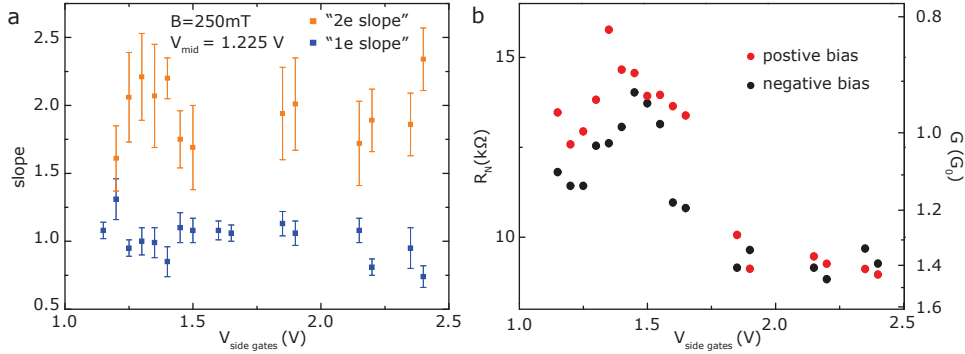 a
B=250mT
V_mid = 1.225 V
"2e slope"
"1e slope"
2.5
2.0
1.5
1.0
0.5
slope
1.0
1.5
2.0
2.5
V_side gates (V)
b
postive bias
negative bias
15
10
R_N(kΩ)
0.8
1.0
1.2
1.4
1.6
G (G_0)
1.0
1.5
2.0
2.5
V_side gates (V)